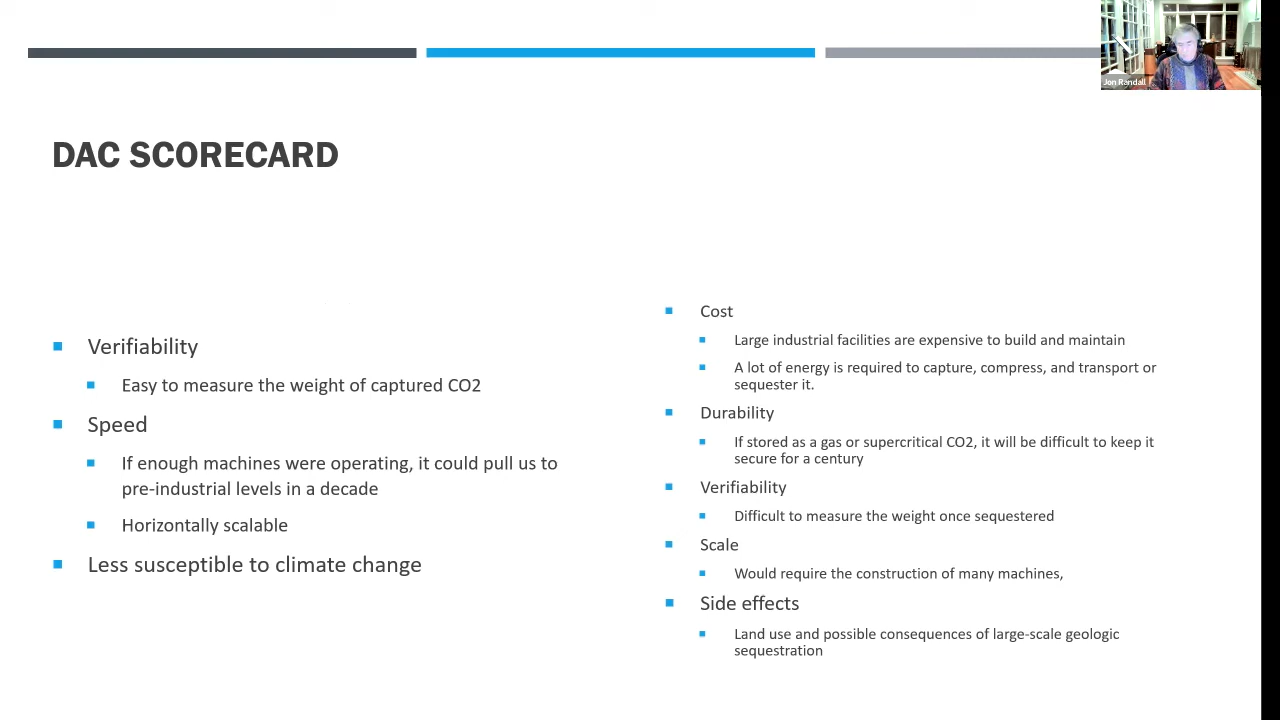 Jon Randall
DAC SCORECARD
Verifiability
Easy to measure the weight of captured CO2
Speed
If enough machines were operating, it could pull us to
pre-industrial levels in a decade
Horizontally scalable
Less susceptible to climate change
Cost
Large industrial facilities are expensive to build and maintain
A lot of energy is required to capture, compress, and transport or
sequester it.
Durability
If stored as a gas or supercritical CO2, it will be difficult to keep it
secure for a century
Verifiability
Difficult to measure the weight once sequestered
Scale
Would require the construction of many machines,
Side effects
Land use and possible consequences of large-scale geologic
sequestration